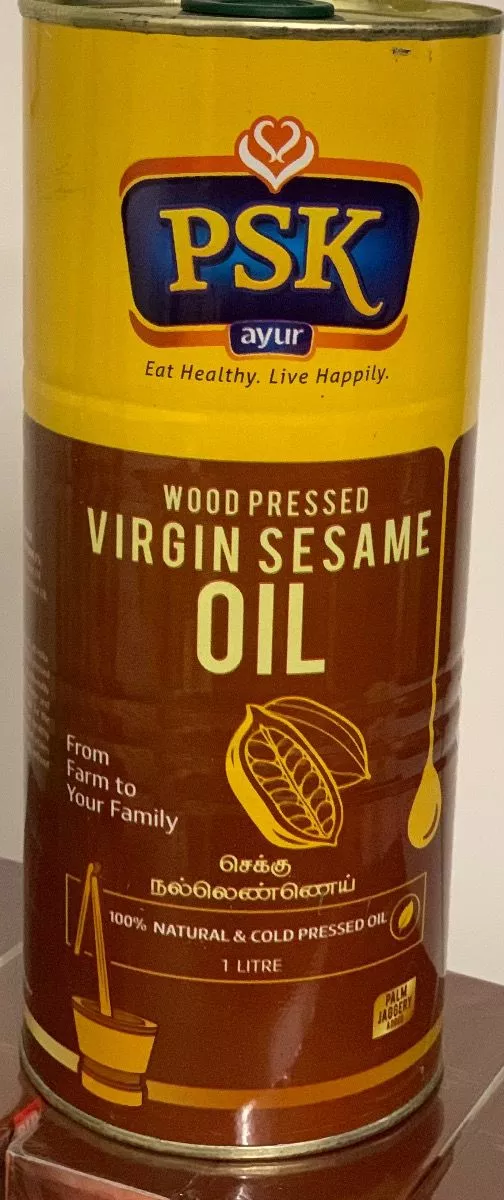 PSK
ayur
Eat Healthy. Live Happily.
WOOD PRESSED
VIRGIN SESAME
OIL
From
Farm to
Your Family
செக்கு
நல்லெண்ணெய்
100% NATURAL & COLD PRESSED OIL
1 LITRE
PALM
JAGGERY
ADDED